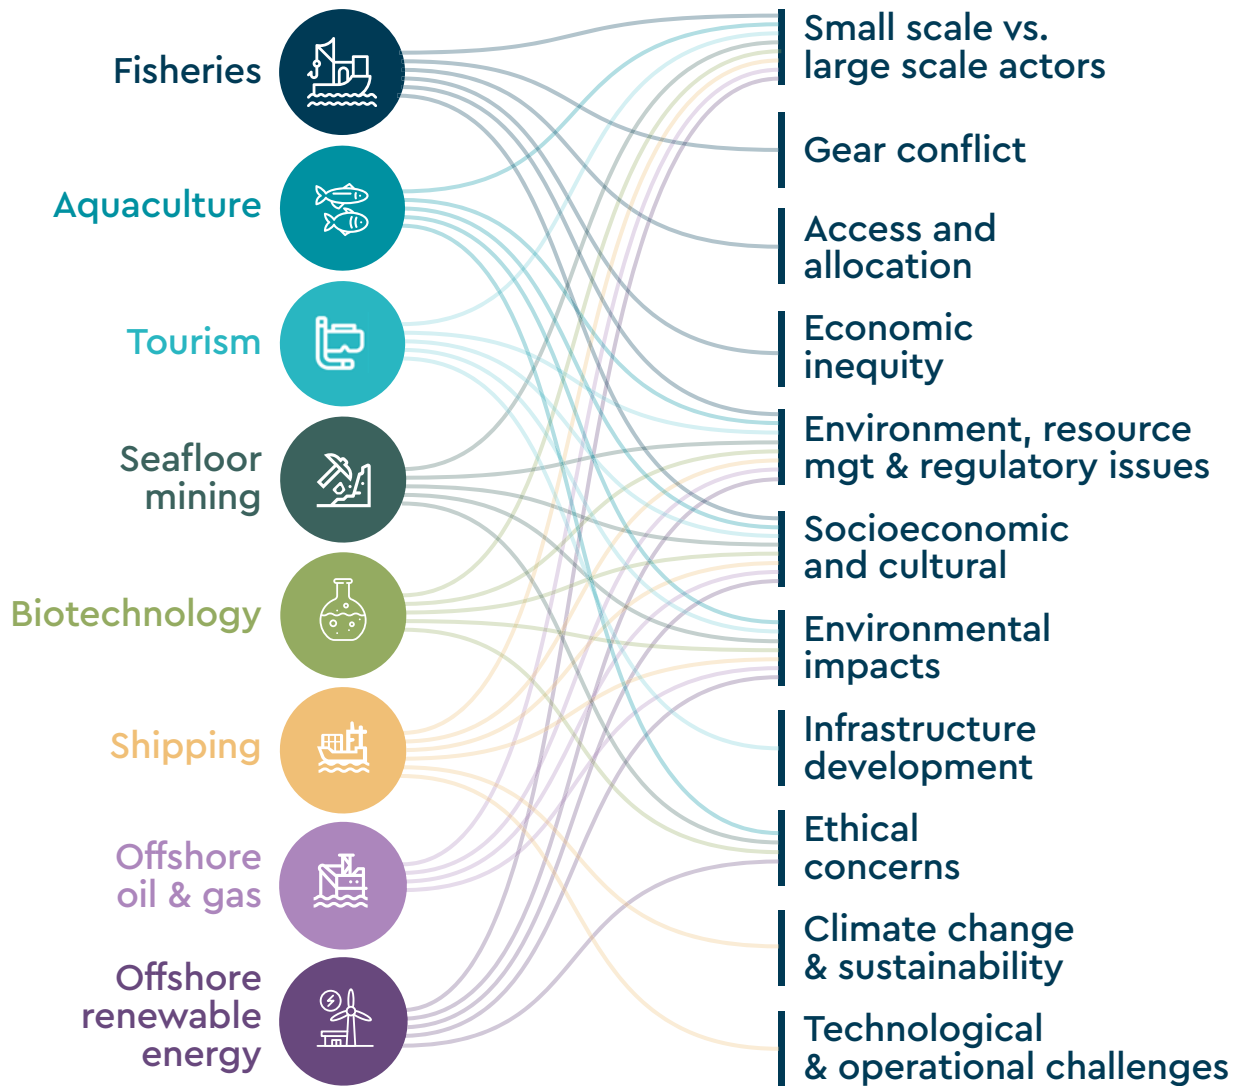 Fisheries
Aquaculture
Tourism
Seafloor
mining
Biotechnology
Shipping
Offshore
oil & gas
Offshore
renewable
energy
Small scale vs.
large scale actors
Gear conflict
Access and
allocation
Economic
inequity
Environment, resource
mgt & regulatory issues
Socioeconomic
and cultural
Environmental
impacts
Infrastructure
development
Ethical
concerns
Climate change
& sustainability
Technological
& operational challenges